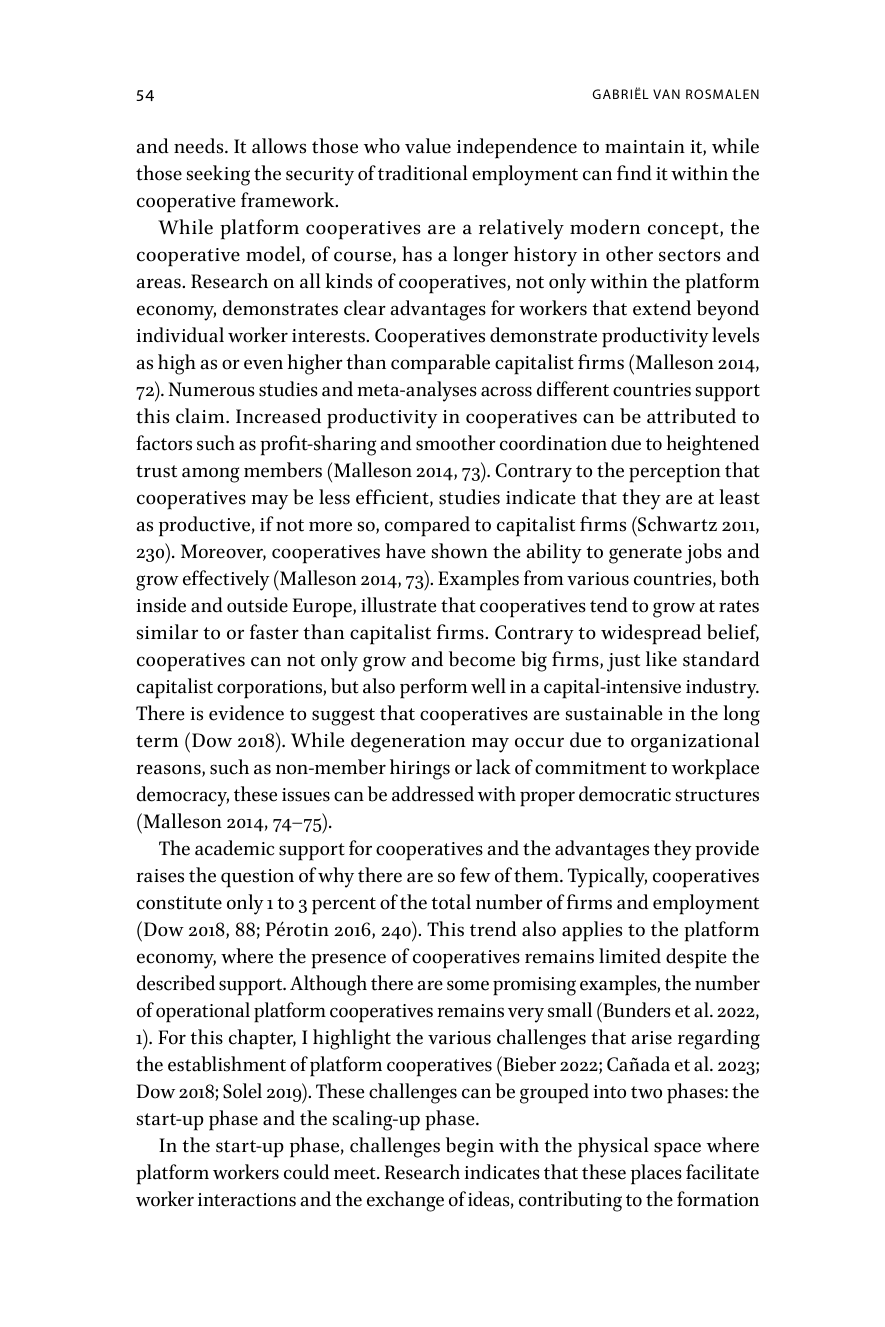 54
GABRIËL VAN ROSMALEN
and needs. It allows those who value independence to maintain it, while
those seeking the security of traditional employment can find it within the
cooperative framework.
While platform cooperatives are a relatively modern concept, the
cooperative model, of course, has a longer history in other sectors and
areas. Research on all kinds of cooperatives, not only within the platform
economy, demonstrates clear advantages for workers that extend beyond
individual worker interests. Cooperatives demonstrate productivity levels
as high as or even higher than comparable capitalist firms (Malleson 2014,
72). Numerous studies and meta-analyses across different countries support
this claim. Increased productivity in cooperatives can be attributed to
factors such as profit-sharing and smoother coordination due to heightened
trust among members (Malleson 2014, 73). Contrary to the perception that
cooperatives may be less efficient, studies indicate that they are at least
as productive, if not more so, compared to capitalist firms (Schwartz 2011,
230). Moreover, cooperatives have shown the ability to generate jobs and
grow effectively (Malleson 2014, 73). Examples from various countries, both
inside and outside Europe, illustrate that cooperatives tend to grow at rates
similar to or faster than capitalist firms. Contrary to widespread belief,
cooperatives can not only grow and become big firms, just like standard
capitalist corporations, but also perform well in a capital-intensive industry.
There is evidence to suggest that cooperatives are sustainable in the long
term (Dow 2018). While degeneration may occur due to organizational
reasons, such as non-member hirings or lack of commitment to workplace
democracy, these issues can be addressed with proper democratic structures
(Malleson 2014, 74–75).
The academic support for cooperatives and the advantages they provide
raises the question of why there are so few of them. Typically, cooperatives
constitute only 1 to 3 percent of the total number of firms and employment
(Dow 2018, 88; Pérotin 2016, 240). This trend also applies to the platform
economy, where the presence of cooperatives remains limited despite the
described support. Although there are some promising examples, the number
of operational platform cooperatives remains very small (Bunders et al. 2022,
1). For this chapter, I highlight the various challenges that arise regarding
the establishment of platform cooperatives (Bieber 2022; Cañada et al. 2023;
Dow 2018; Solel 2019). These challenges can be grouped into two phases: the
start-up phase and the scaling-up phase.
In the start-up phase, challenges begin with the physical space where
platform workers could meet. Research indicates that these places facilitate
worker interactions and the exchange of ideas, contributing to the formation